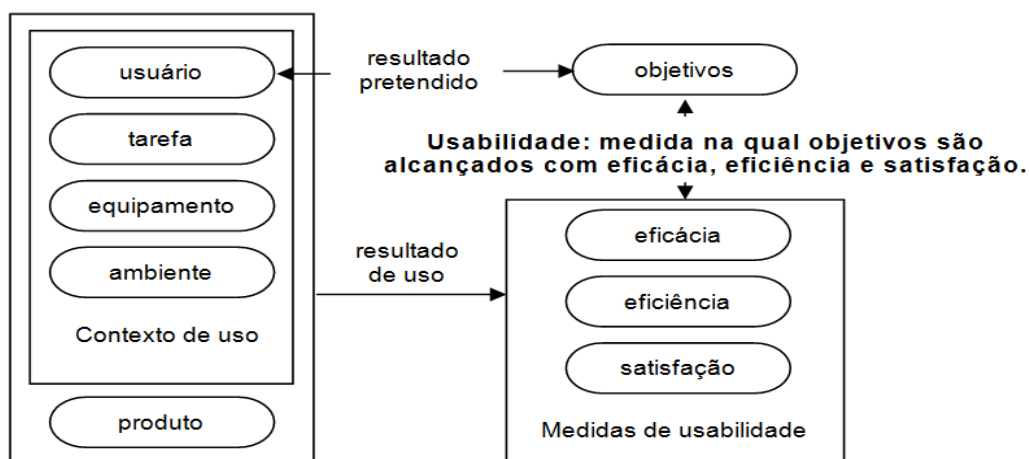 usuário
tarefa
equipamento
ambiente
Contexto de uso
produto
resultado
pretendido
objetivos
Usabilidade: medida na qual objetivos são
alcançados com eficácia, eficiência e satisfação.
resultado
de uso
eficácia
eficiência
satisfação
Medidas de usabilidade